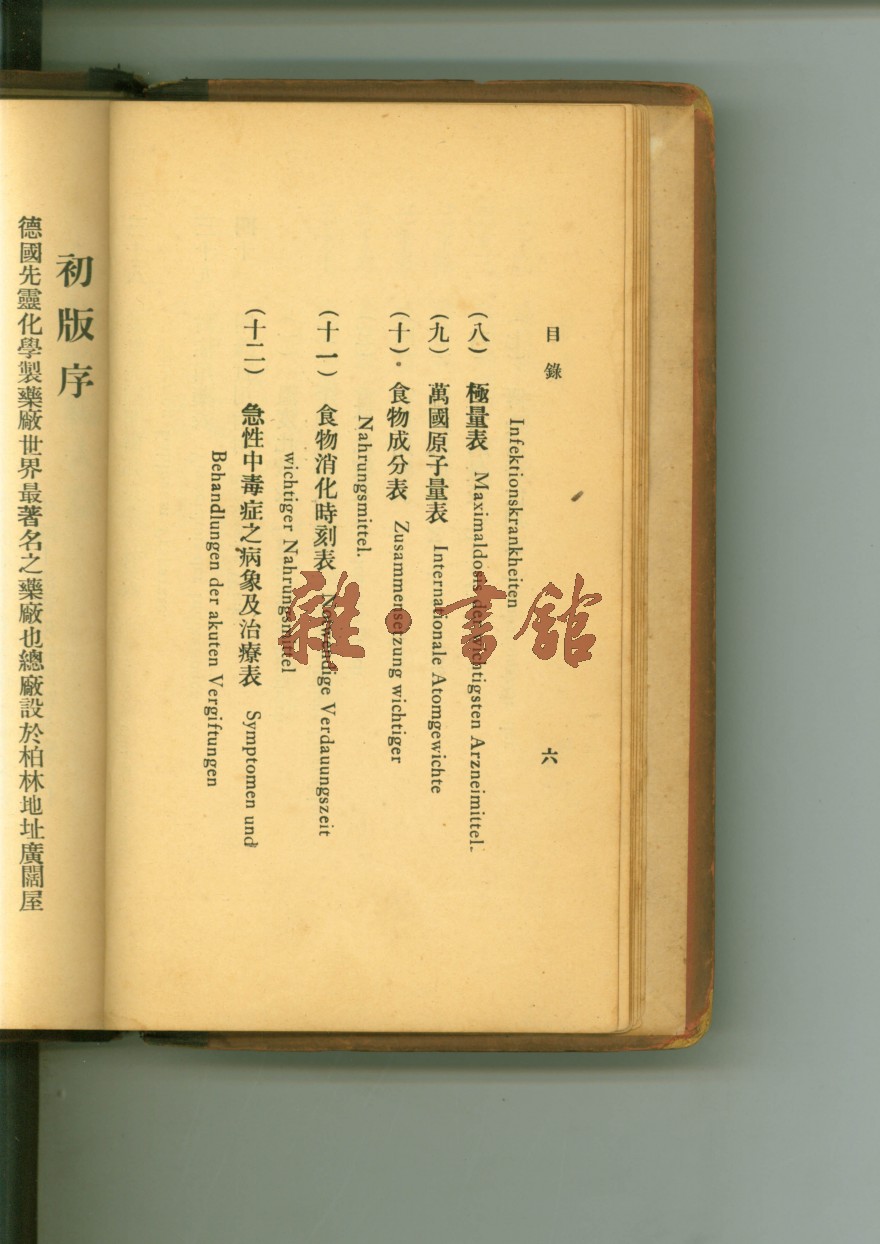 目錄
六
Infektionskrankheiten
(八) 極量表 Maximaldosis der wichtigsten Arzneimittel.
(九) 萬國原子量表 Internationale Atomgewichte
(十) 食物成分表 Zusammensetzung wichtiger
Nahrungsmittel.
(十一) 食物消化時刻表 Notwendige Verdauungszeit
wichtiger Nahrungsmittel
(十二) 急性中毒症之病象及治療表 Symptomen und
Behandlungen der akuten Vergiftungen
初版序
德國先靈化學製藥廠世界最著名之藥廠也總廠設於柏林地址廣闊屋
雜·書館